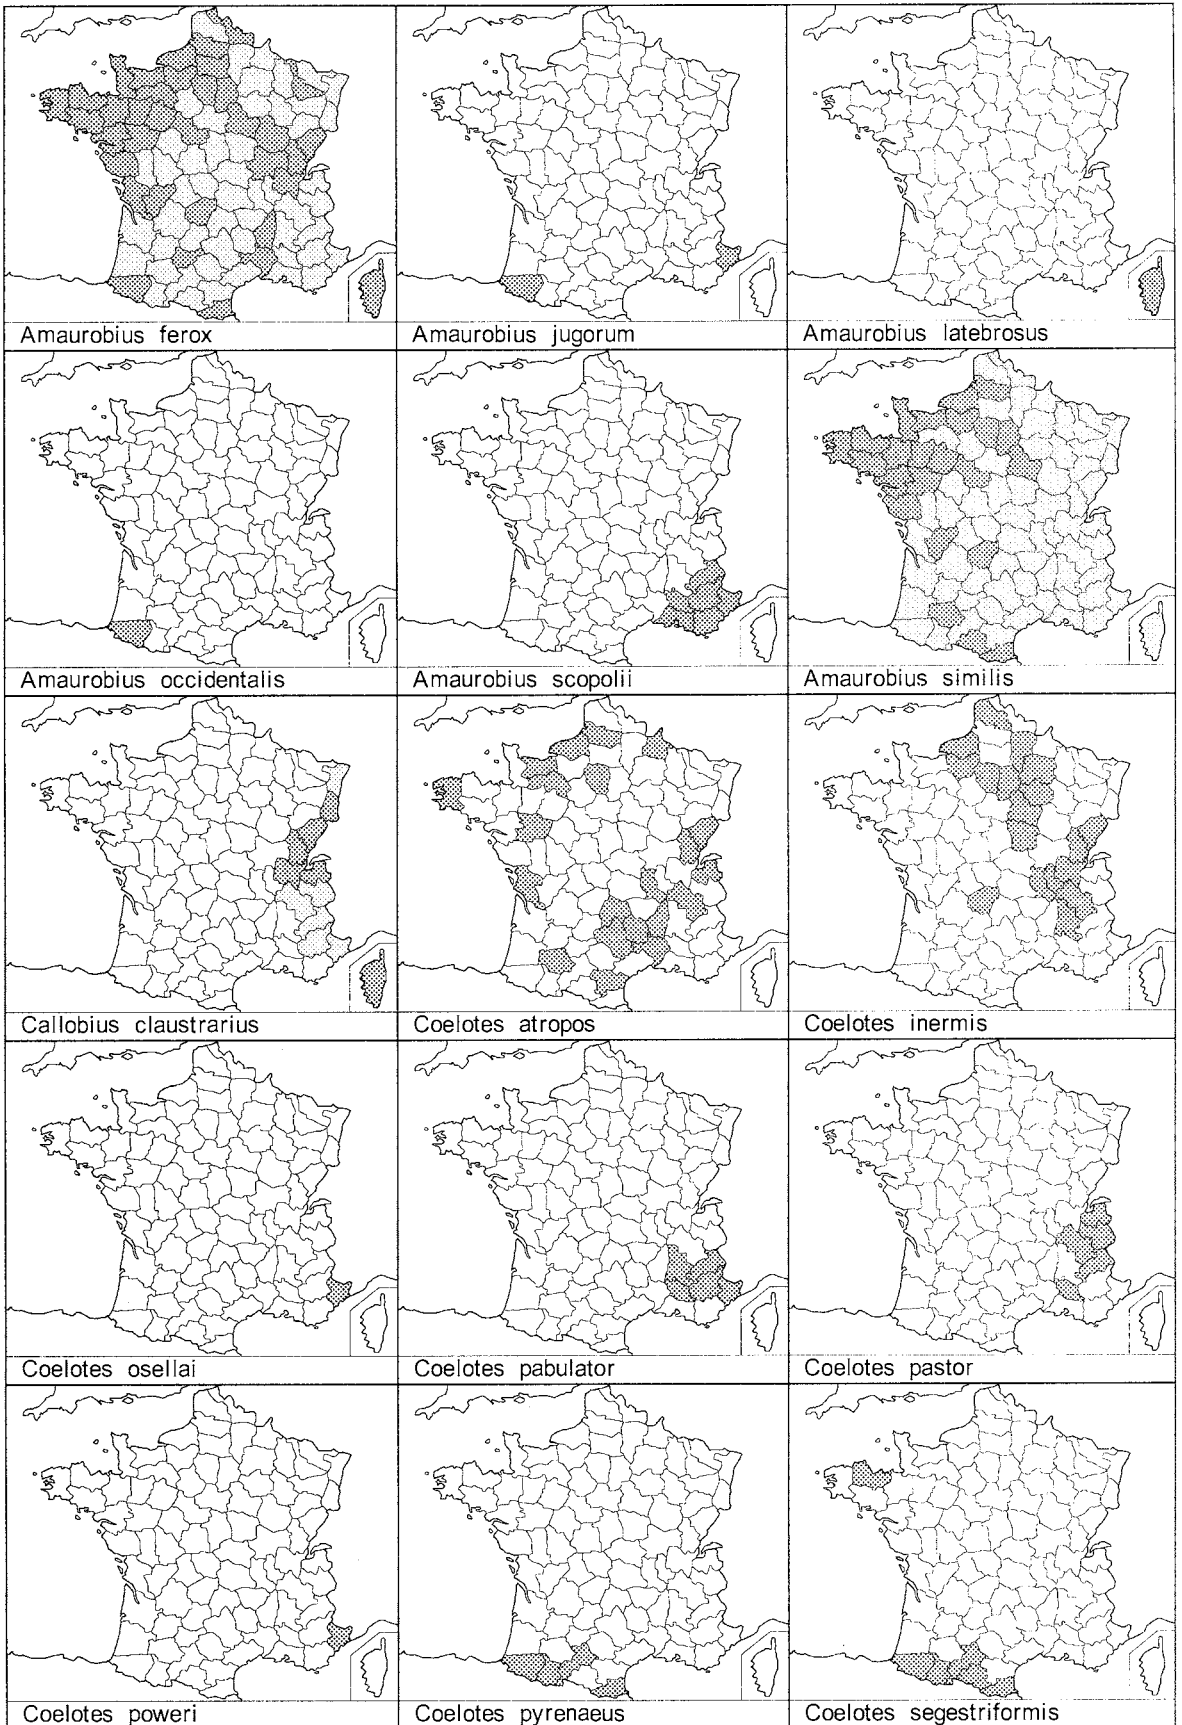 Amaurobius ferox
Amaurobius jugorum
Amaurobius latebrosus
Amaurobius occidentalis
Amaurobius scopolii
Amaurobius similis
Callobius claustrarius
Coelotes atropos
Coelotes inermis
Coelotes osellai
Coelotes pabulator
Coelotes pastor
Coelotes poweri
Coelotes pyrenaeus
Coelotes segestriformis